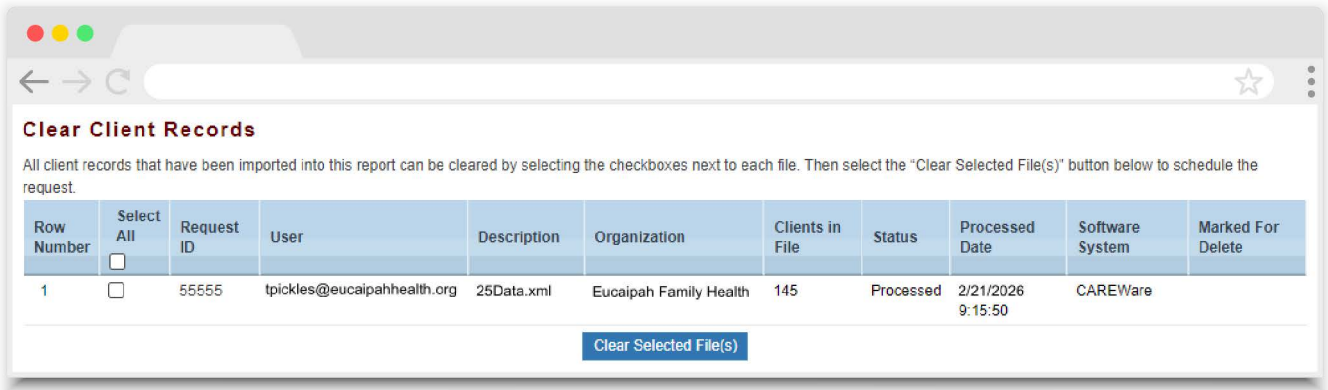 Clear Client Records
All client records that have been imported into this report can be cleared by selecting the checkboxes next to each file. Then select the “Clear Selected File(s)” button below to schedule the
request.
Row Number Select All Request ID User Description Organization Clients in File Status Processed Date Software System Marked For Delete
1 55555 tpickles@eucaipahhealth.org 25Data.xml Eucaipah Family Health 145 Processed 2/21/2026 9:15:50 CAREWare
Clear Selected File(s)